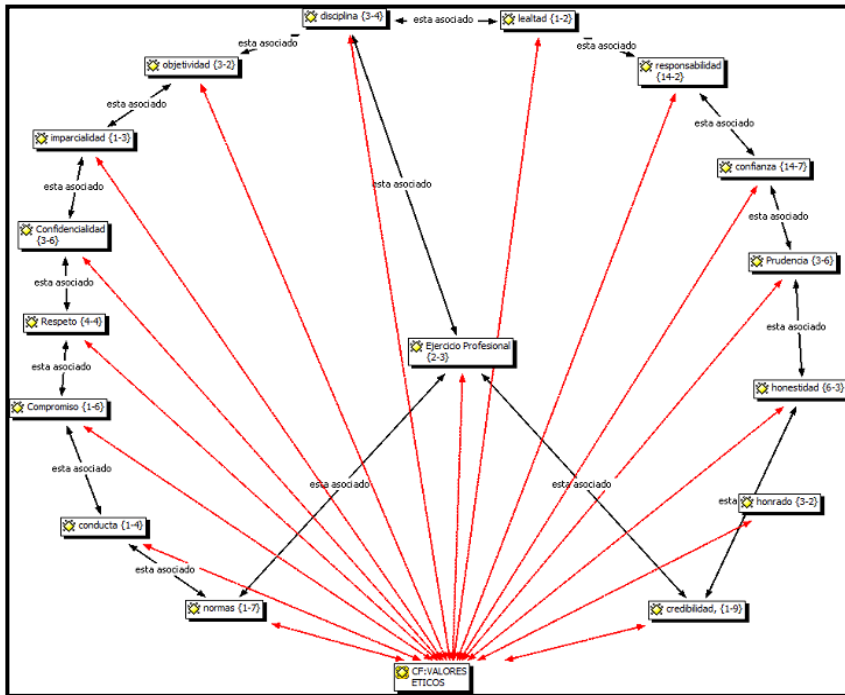 disciplina {3-4}
esta asociado
lealtad {1-2}
esta asociado
esta asociado
objetividad {3-2}
responsabilidad
{14-2}
esta asociado
esta asociado
imparcialidad {1-3}
confianza {14-7}
esta asociado
esta asociado
esta asociado
Confidencialidad
{3-6}
Prudencia {3-6}
esta asociado
Respeto {4-4}
esta asociado
Ejercicio Profesional
{2-3}
esta asociado
honestidad {6-3}
Compromiso {1-6}
esta asociado
esta asociado
esta asociado
esta
honrado {3-2}
conducta {1-4}
esta asociado
normas {1-7}
credibilidad, {1-9}
CF:VALORES
ETICOS